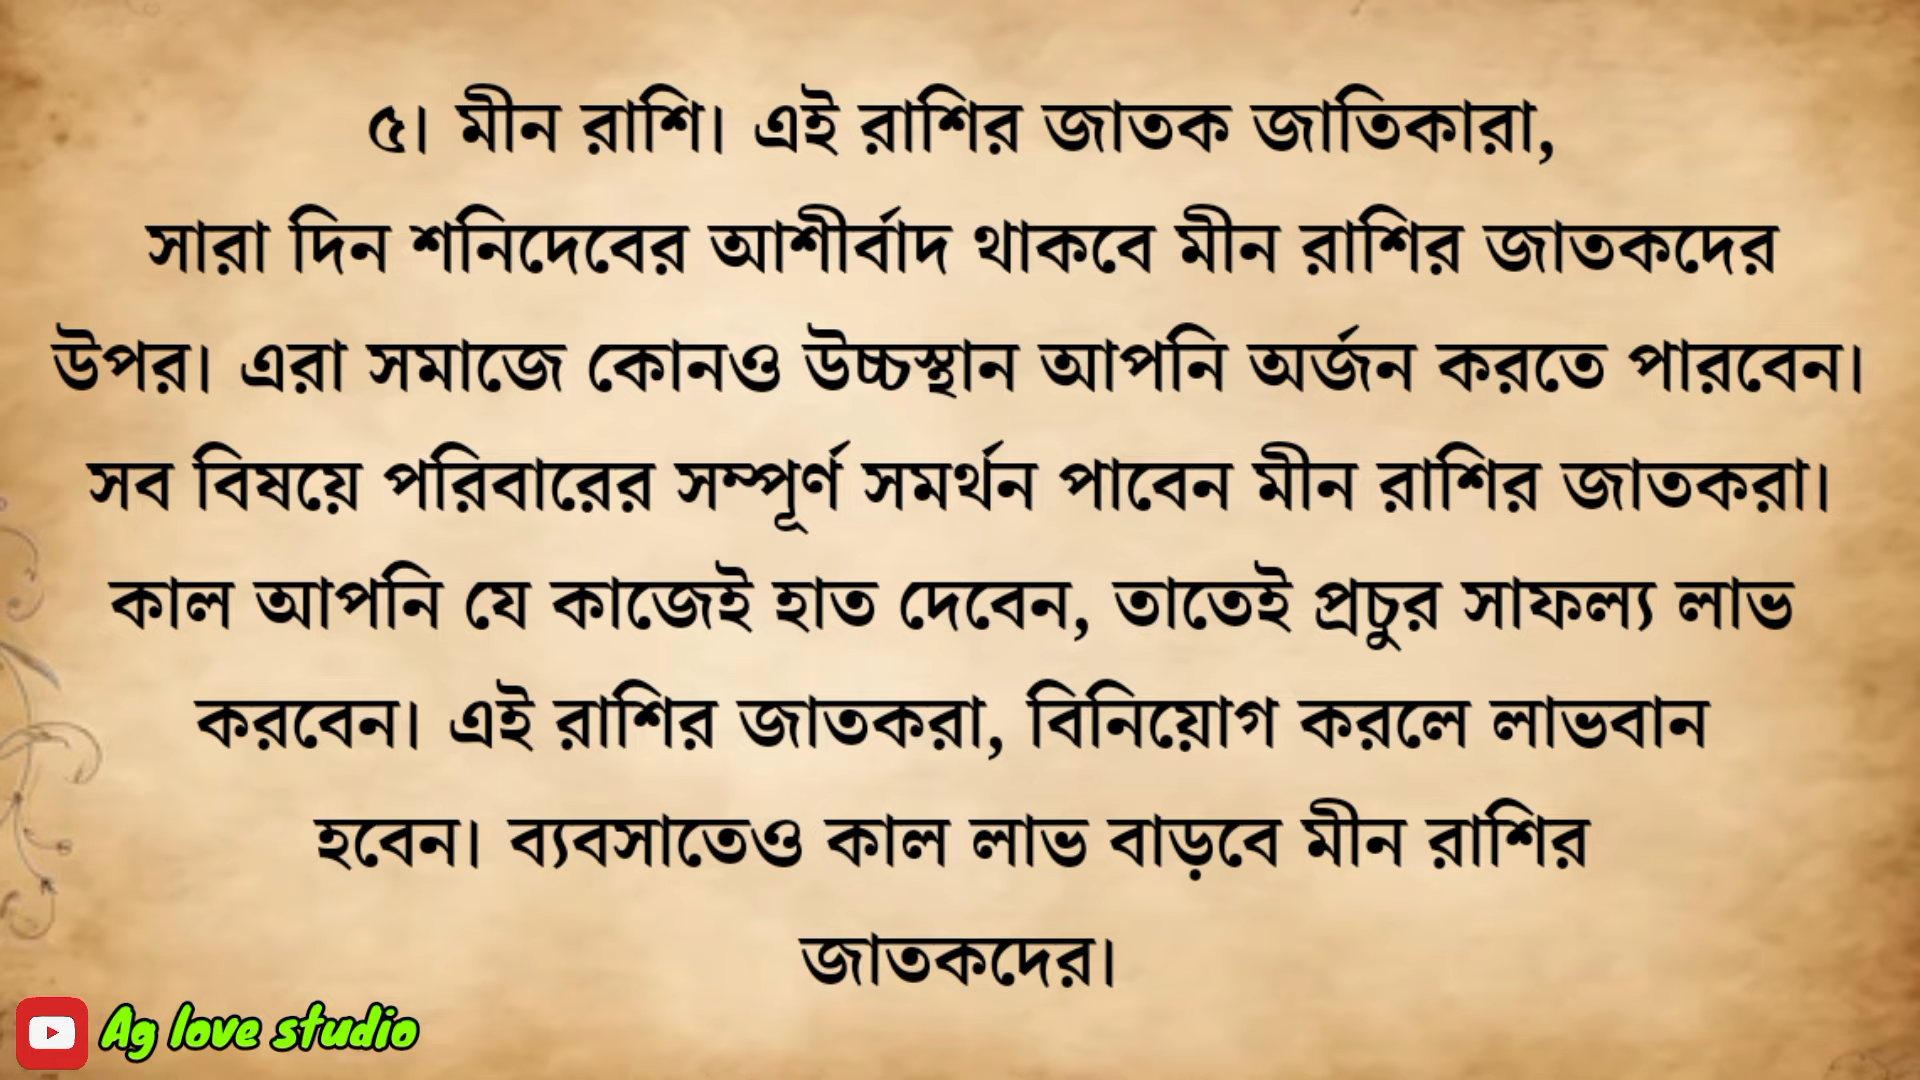 ৫। মীন রাশি। এই রাশির জাতক জাতিকারা,
সারা দিন শনিদেবের আশীর্বাদ থাকবে মীন রাশির জাতকদের
উপর। এরা সমাজে কোনও উচ্চস্থান আপনি অর্জন করতে পারবেন।
সব বিষয়ে পরিবারের সম্পূর্ণ সমর্থন পাবেন মীন রাশির জাতকরা।
কাল আপনি যে কাজেই হাত দেবেন, তাতেই প্রচুর সাফল্য লাভ
করবেন। এই রাশির জাতকরা, বিনিয়োগ করলে লাভবান
হবেন। ব্যবসাতেও কাল লাভ বাড়বে মীন রাশির
জাতকদের।
Ag love studio